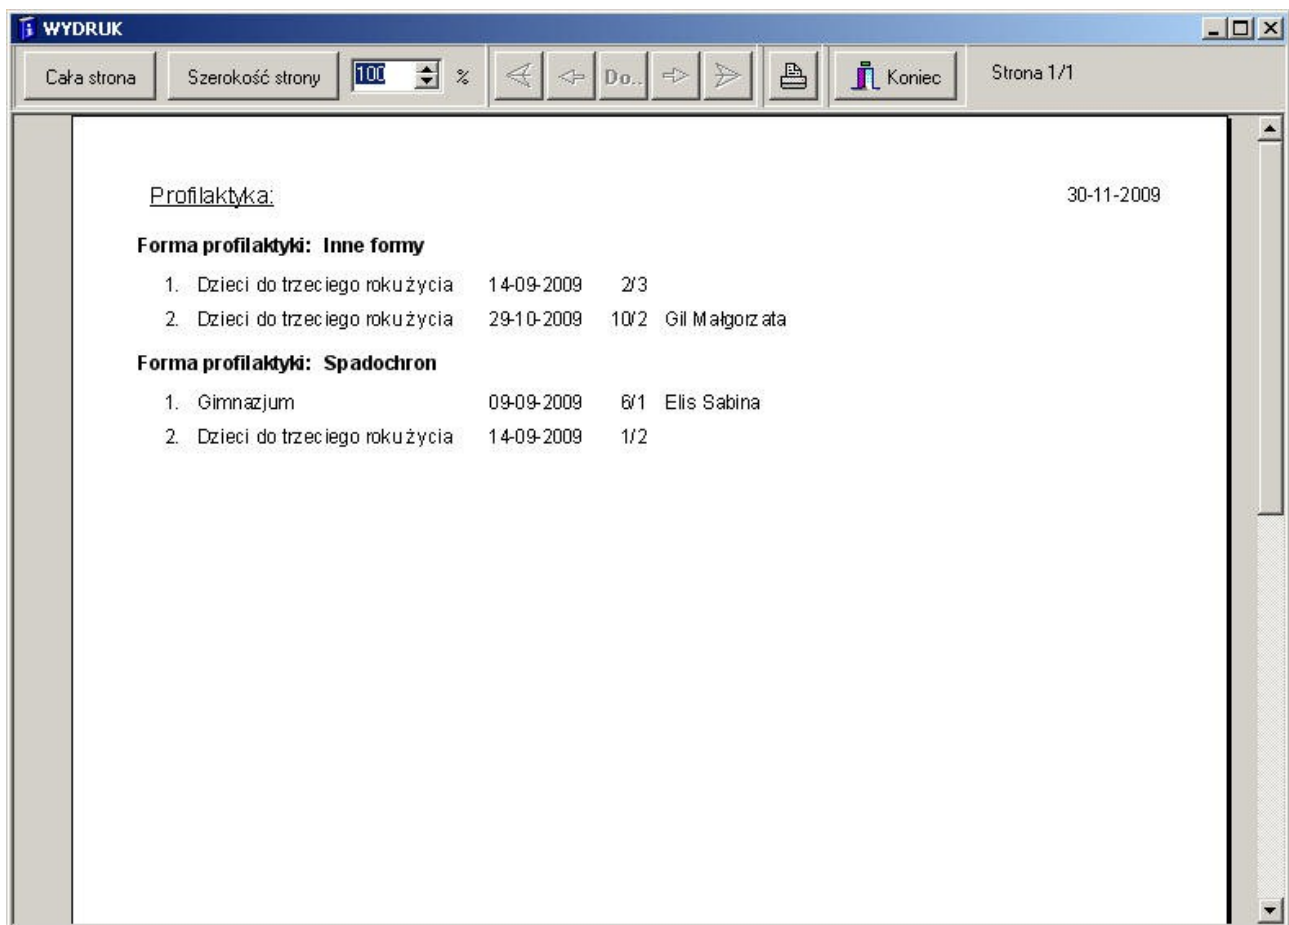 WYDRUK
Cała strona Szerokość strony 100 % Do.. Koniec Strona 1/1
Profilaktyka: 30-11-2009
Forma profilaktyki: Inne formy
1. Dzieci do trzeciego roku życia 14-09-2009 2/3
2. Dzieci do trzeciego roku życia 29-10-2009 10/2 Gil Małgorzata
Forma profilaktyki: Spadochron
1. Gimnazjum 09-09-2009 6/1 Elis Sabina
2. Dzieci do trzeciego roku życia 14-09-2009 1/2